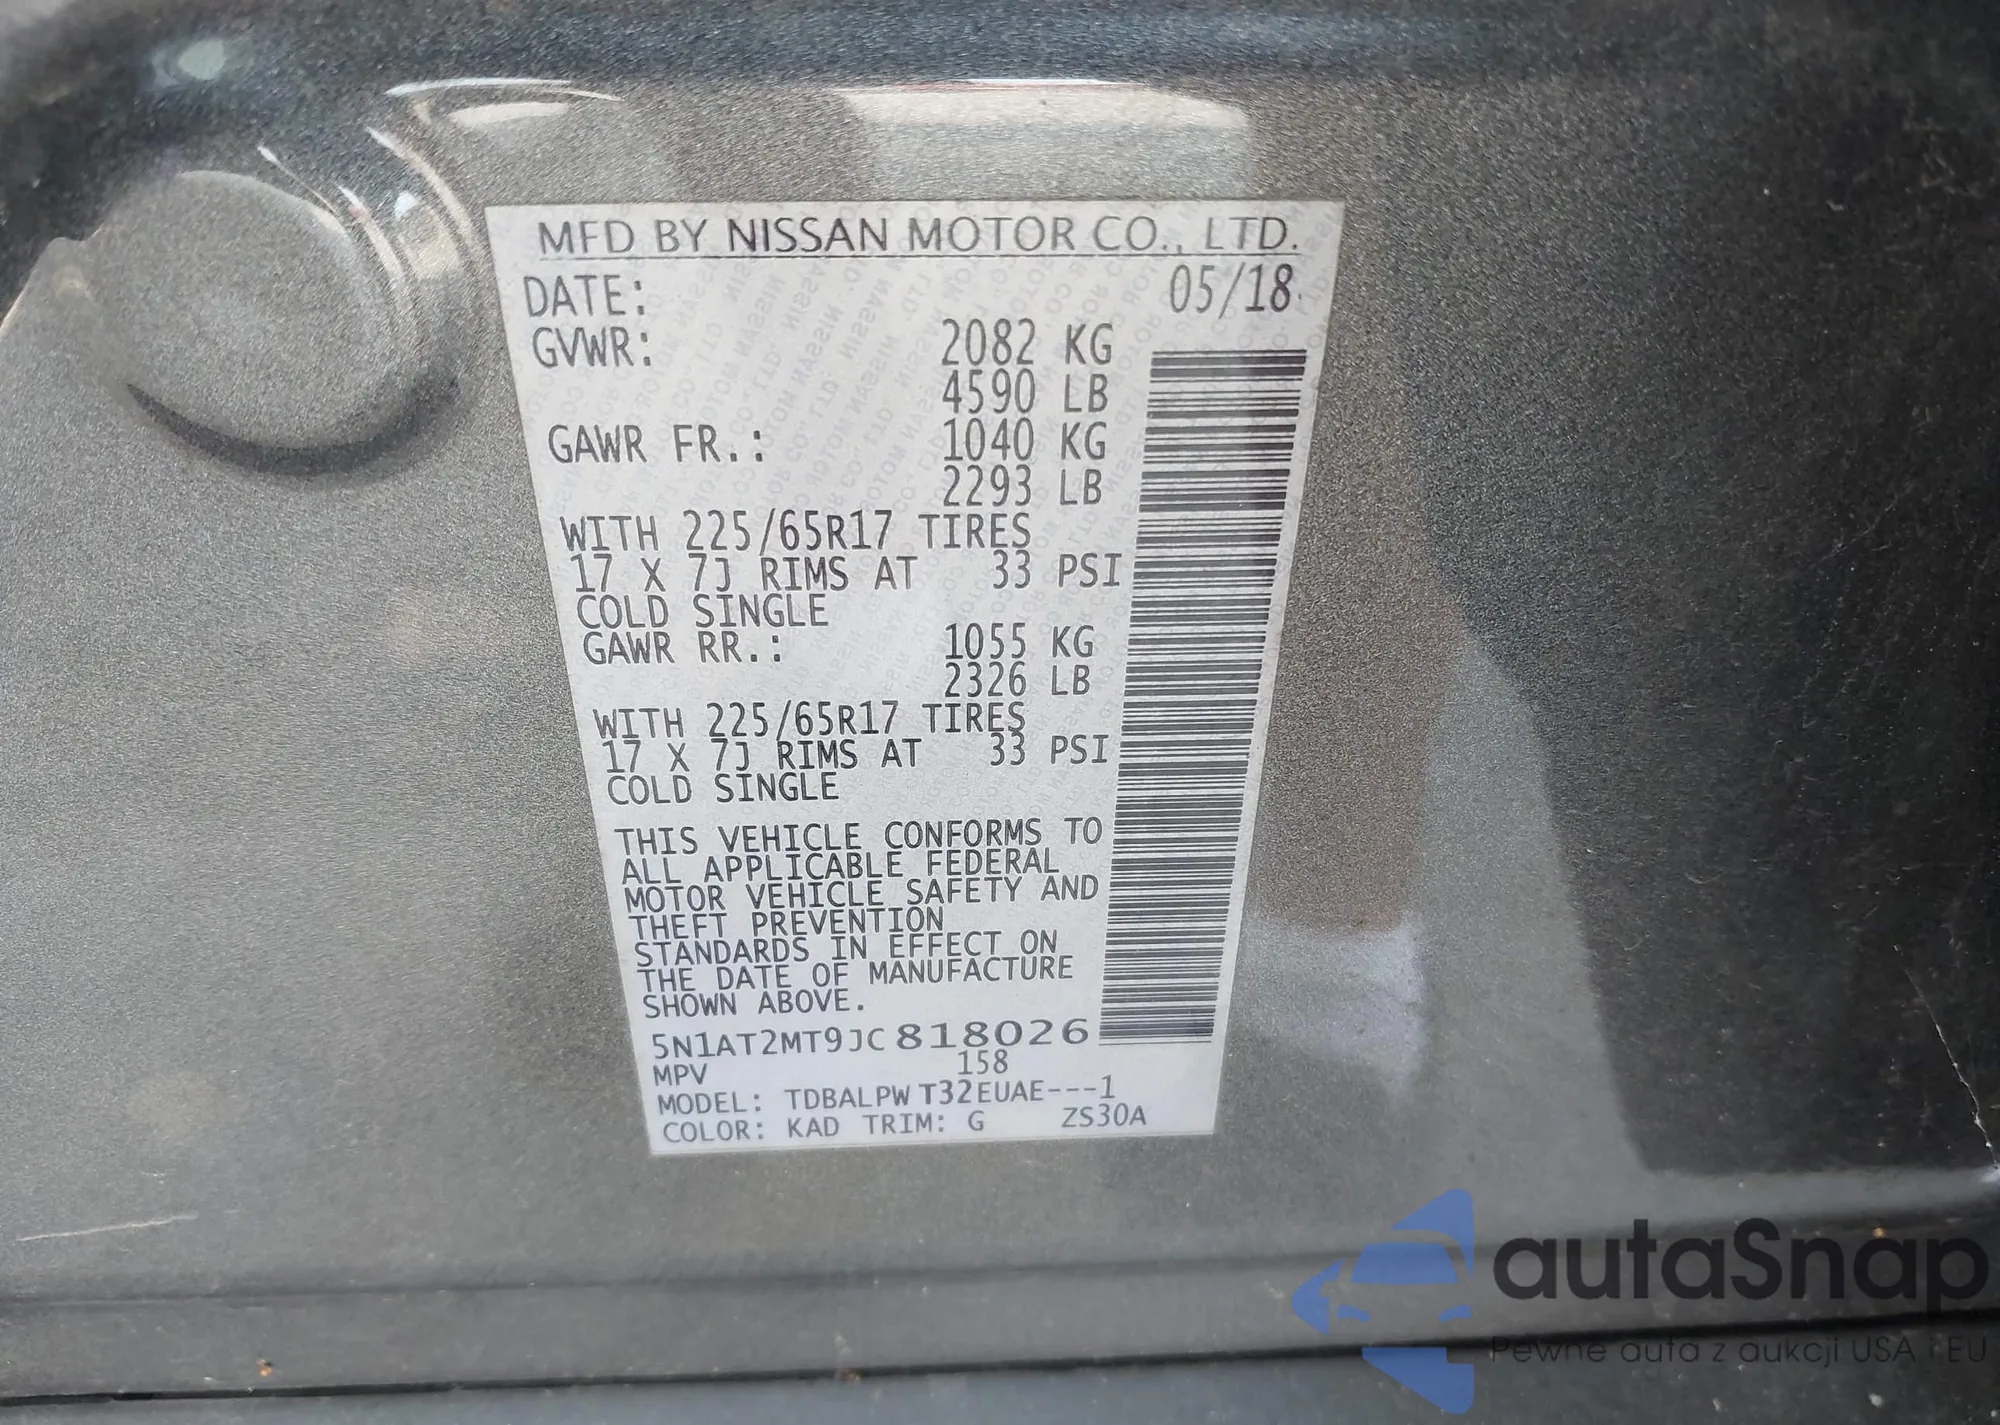 MFD BY NISSAN MOTOR CO., LTD.
DATE: 05/18
GVWR: 2082 KG
4590 LB
GAWR FR.: 1040 KG
2293 LB
WITH 225/65R17 TIRES
17 X 7J RIMS AT 33 PSI
COLD SINGLE
GAWR RR.: 1055 KG
2326 LB
WITH 225/65R17 TIRES
17 X 7J RIMS AT 33 PSI
COLD SINGLE
THIS VEHICLE CONFORMS TO
ALL APPLICABLE FEDERAL
MOTOR VEHICLE SAFETY AND
THEFT PREVENTION
STANDARDS IN EFFECT ON
THE DATE OF MANUFACTURE
SHOWN ABOVE.
5N1AT2MT9JC818026
MPV 158
MODEL: TDBALPW T32EUAE---1
COLOR: KAD TRIM: G ZS30A
autaSnap
Pewne auta z aukcji USA i EU